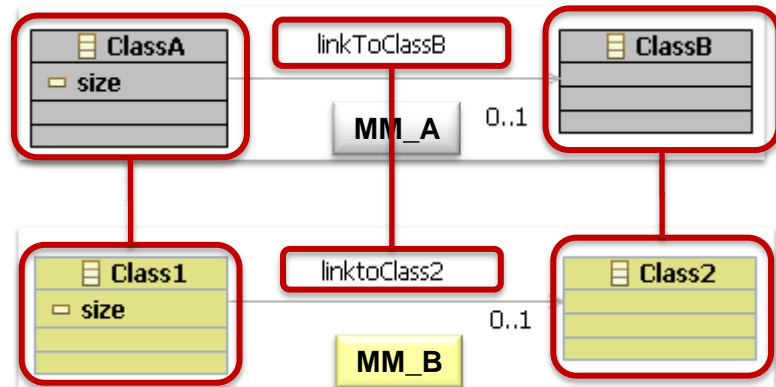 ClassA
linkToClassB
ClassB
size
MM_A
0..1
Class1
linktoClass2
Class2
size
0..1
MM_B